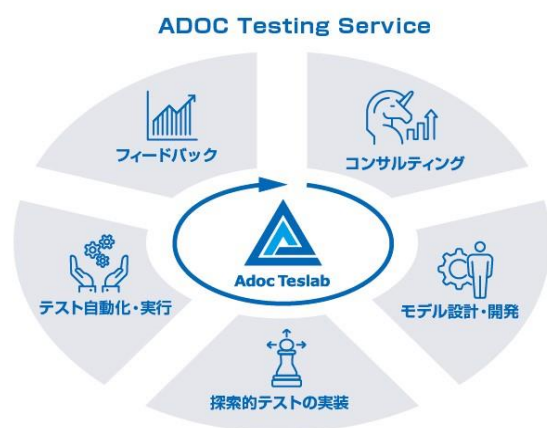 ADOC Testing Service
フィードバック
コンサルティング
Adoc Teslab
テスト自動化・実行
モデル設計・開発
探索的テストの実装